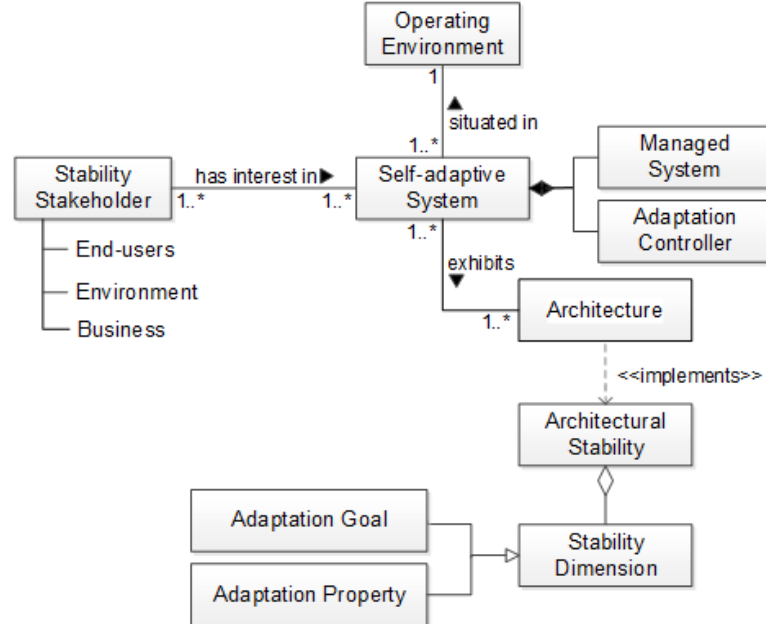 Operating
Environment
1
situated in
1..*
Stability
Stakeholder
has interest in
1..*
1..*
Self-adaptive
System
Managed
System
Adaptation
Controller
End-users
Environment
Business
1..*
exhibits
1..*
Architecture
<<implements>>
Architectural
Stability
Adaptation Goal
Stability
Dimension
Adaptation Property